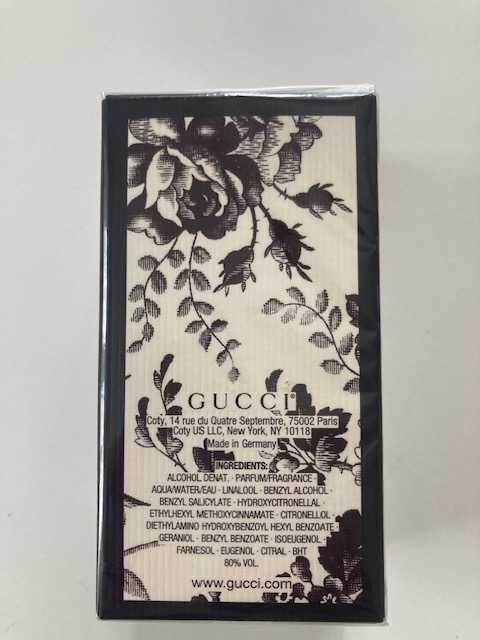 GUCCI
Coty, 14 rue du Quatre Septembre, 75002 Paris
Coty US LLC, New York, NY 10118
Made in Germany
INGREDIENTS:
ALCOHOL DENAT. · PARFUM/FRAGRANCE ·
AQUA/WATER/EAU · LINALOOL · BENZYL ALCOHOL ·
BENZYL SALICYLATE · HYDROXYCITRONELLAL ·
ETHYLHEXYL METHOXYCINNAMATE · CITRONELLOL ·
DIETHYLAMINO HYDROXYBENZOYL HEXYL BENZOATE ·
GERANIOL · BENZYL BENZOATE · ISOEUGENOL ·
FARNESOL · EUGENOL · CITRAL · BHT
80% VOL.
www.gucci.com